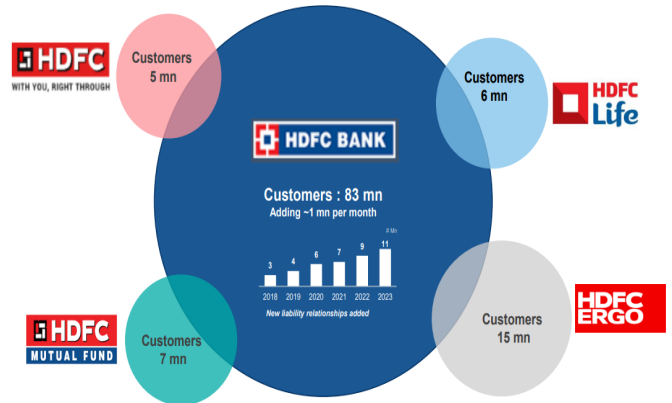 HDFC
WITH YOU, RIGHT THROUGH
Customers
5 mn
Customers
6 mn
HDFC
Life
HDFC BANK
Customers : 83 mn
Adding ~1 mn per month
# Mn
3 4 6 7 9 11
2018 2019 2020 2021 2022 2023
New liability relationships added
HDFC
MUTUAL FUND
Customers
7 mn
Customers
15 mn
HDFC
ERGO